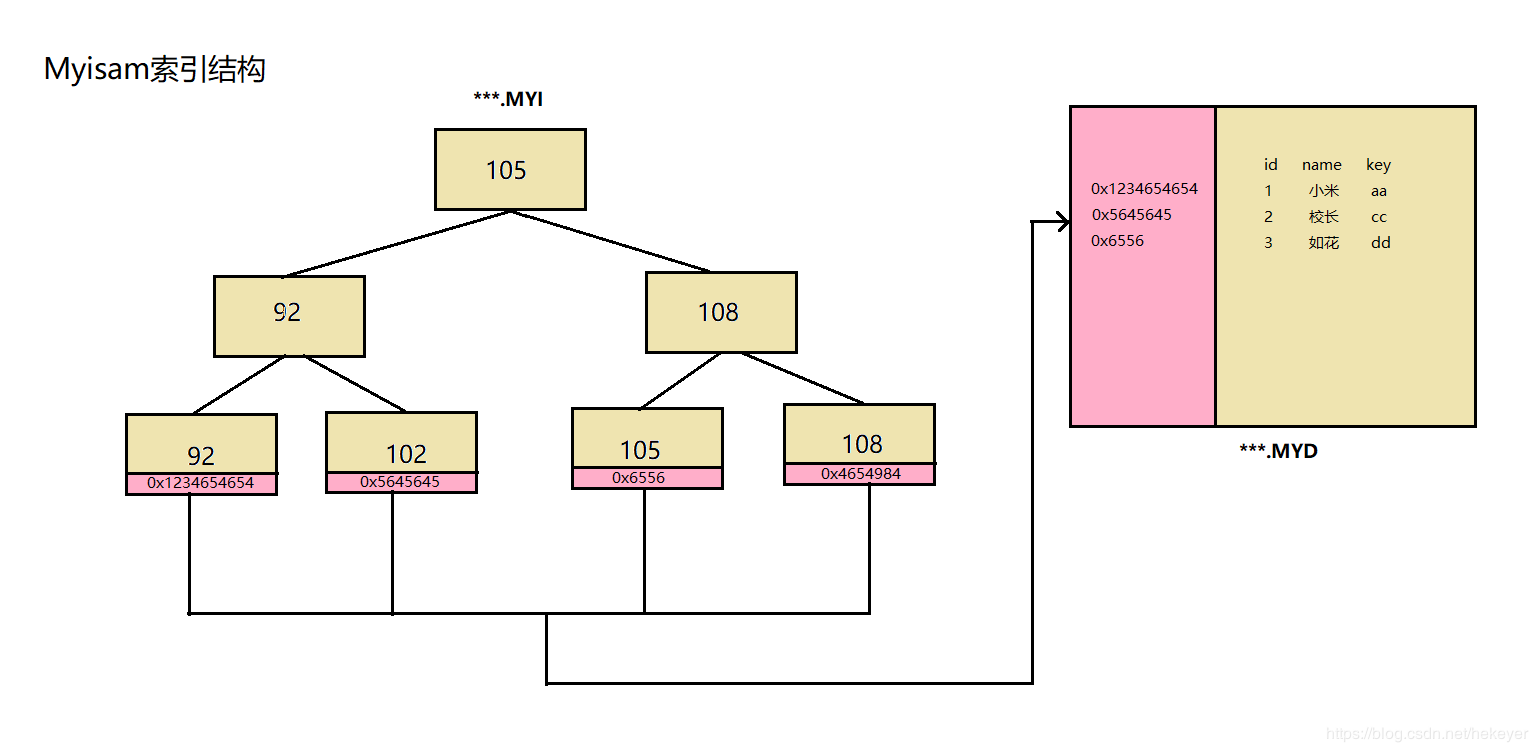 Myisam索引结构
***.MYI
105
92
108
92
0x1234654654
102
0x5645645
105
0x6556
108
0x4654984
0x1234654654
0x5645645
0x6556
id name key
1 小米 aa
2 校长 cc
3 如花 dd
***.MYD
https://blog.csdn.net/hekeyer